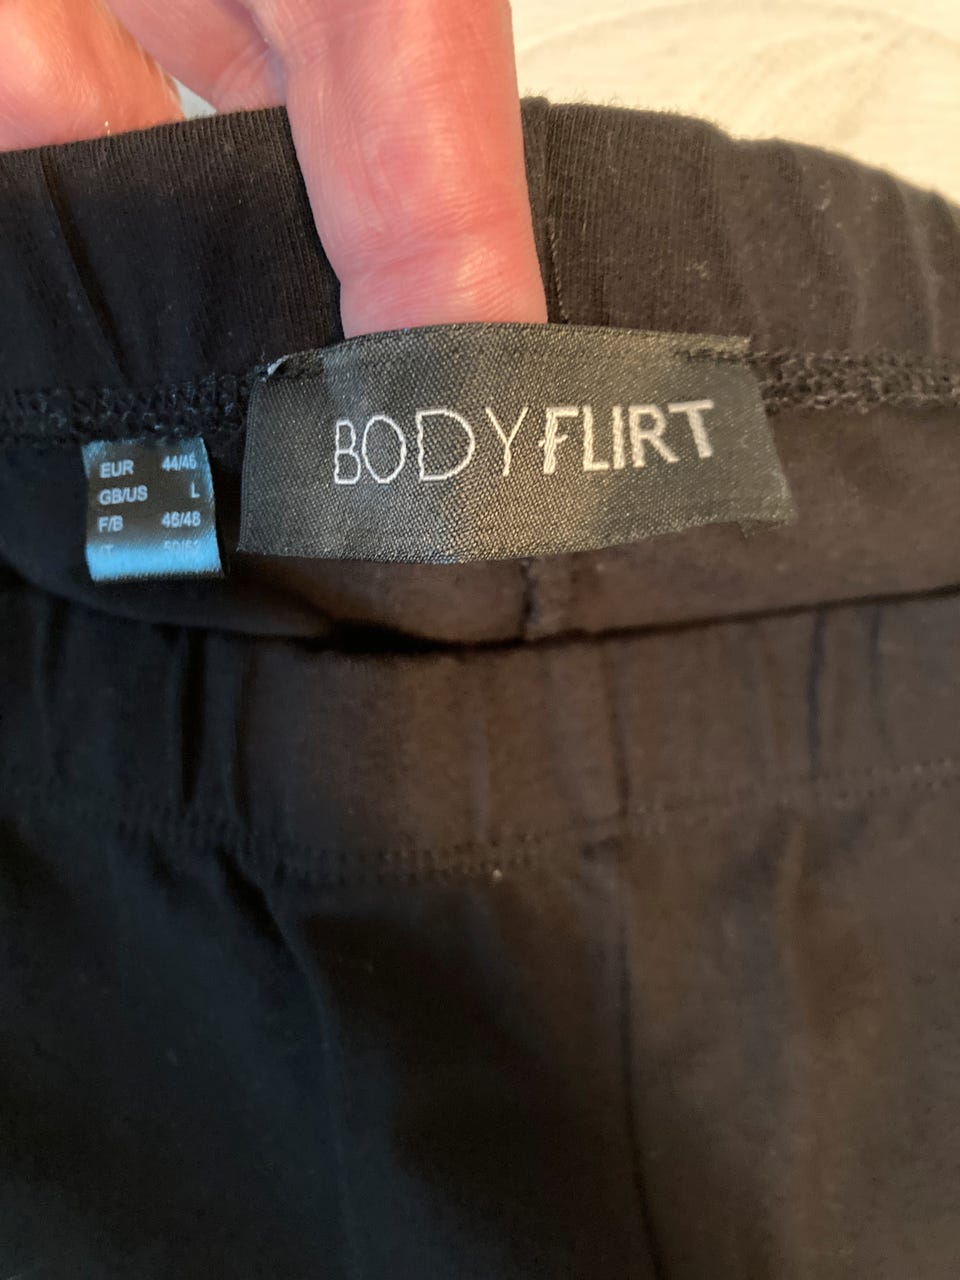 BODYFLIRT
EUR 44/46
GB/US L
F/B 46/48